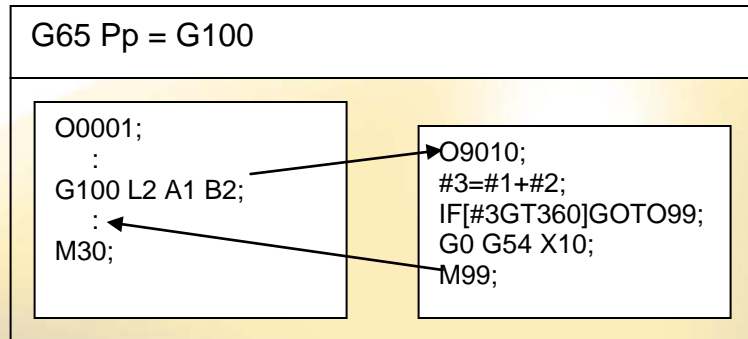 G65 Pp = G100
O0001;
:
G100 L2 A1 B2;
:
M30;
O9010;
#3=#1+#2;
IF[#3GT360]GOTO99;
G0 G54 X10;
M99;